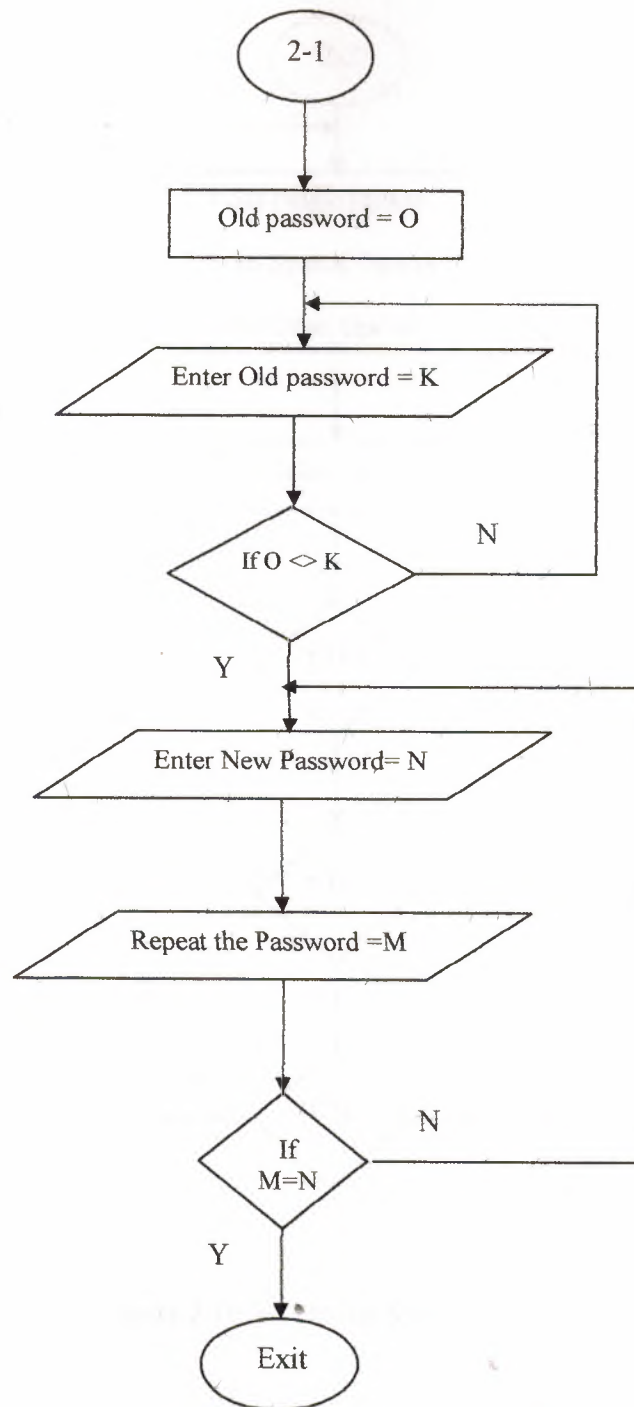 2-1
Old password = O
Enter Old password = K
If O <> K
N
Y
Enter New Password= N
Repeat the Password =M
If
M=N
N
Y
Exit